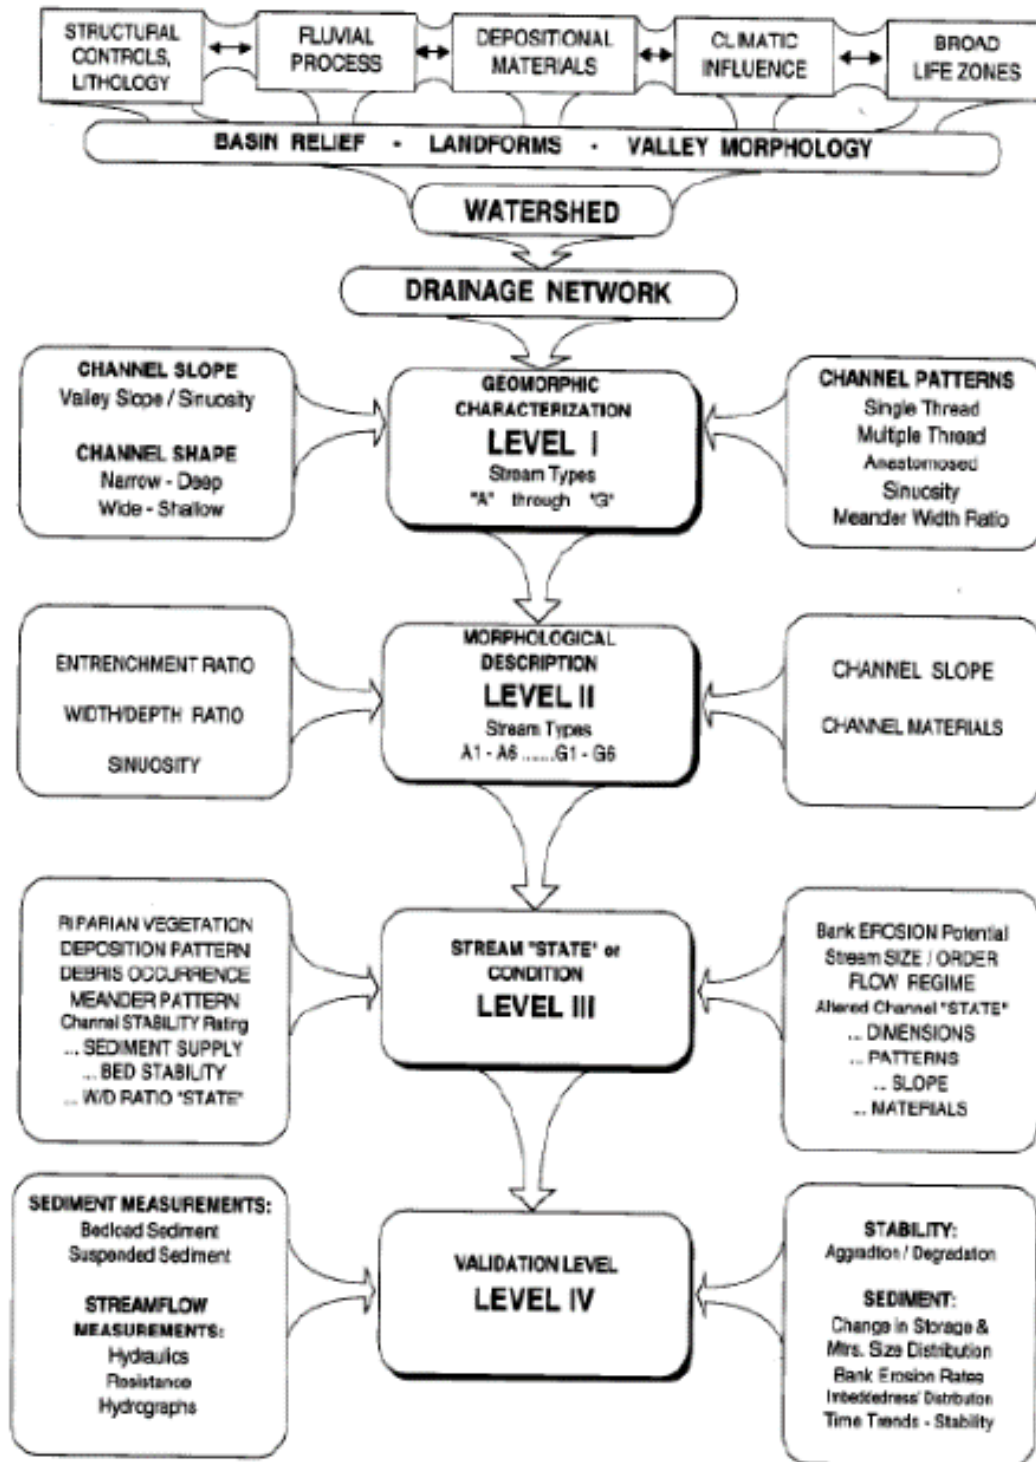 STRUCTURAL
CONTROLS,
LITHOLOGY
FLUVIAL
PROCESS
DEPOSITIONAL
MATERIALS
CLIMATIC
INFLUENCE
BROAD
LIFE ZONES
BASIN RELIEF - LANDFORMS - VALLEY MORPHOLOGY
WATERSHED
DRAINAGE NETWORK
CHANNEL SLOPE
Valley Slope / Sinuosity
CHANNEL SHAPE
Narrow - Deep
Wide - Shallow
GEOMORPHIC
CHARACTERIZATION
LEVEL I
Stream Types
"A" through "G"
CHANNEL PATTERNS
Single Thread
Multiple Thread
Anastomosed
Sinuosity
Meander Width Ratio
ENTRENCHMENT RATIO
WIDTH/DEPTH RATIO
SINUOSITY
MORPHOLOGICAL
DESCRIPTION
LEVEL II
Stream Types
A1 - A6 ......G1 - G6
CHANNEL SLOPE
CHANNEL MATERIALS
RIPARIAN VEGETATION
DEPOSITION PATTERN
DEBRIS OCCURRENCE
MEANDER PATTERN
Channel STABILITY Rating
... SEDIMENT SUPPLY
... BED STABILITY
... W/D RATIO "STATE"
STREAM "STATE" or
CONDITION
LEVEL III
Bank EROSION Potential
Stream SIZE / ORDER
FLOW REGIME
Altered Channel "STATE"
... DIMENSIONS
... PATTERNS
... SLOPE
... MATERIALS
SEDIMENT MEASUREMENTS:
Bedload Sediment
Suspended Sediment
STREAMFLOW
MEASUREMENTS:
Hydraulics
Resistance
Hydrographs
VALIDATION LEVEL
LEVEL IV
STABILITY:
Aggradtion / Degradation
SEDIMENT:
Change in Storage &
Mtrs. Size Distribution
Bank Erosion Rates
Imbeddedness' Distribution
Time Trends - Stability